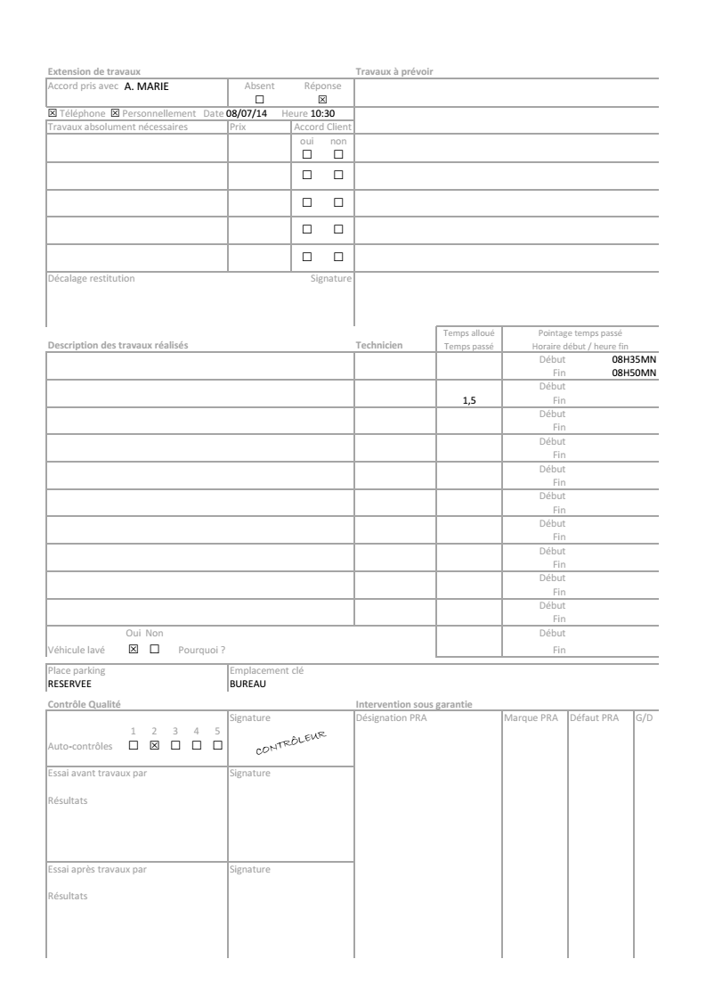 Extension de travaux Travaux à prévoir
Accord pris avec A. MARIE Absent Réponse
☐ ☒
☒ Téléphone ☒ Personnellement Date 08/07/14 Heure 10:30
Travaux absolument nécessaires Prix Accord Client
oui non
☐ ☐
☐ ☐
☐ ☐
☐ ☐
☐ ☐
Décalage restitution Signature
Temps alloué Pointage temps passé
Description des travaux réalisés Technicien Temps passé Horaire début / heure fin
Début 08H35MN
Fin 08H50MN
Début
1,5 Fin
Début
Fin
Début
Fin
Début
Fin
Début
Fin
Début
Fin
Début
Fin
Début
Fin
Début
Fin
Oui Non Début
Véhicule lavé ☒ ☐ Pourquoi ? Fin
Place parking Emplacement clé
RESERVEE BUREAU
Contrôle Qualité Intervention sous garantie
Signature Désignation PRA Marque PRA Défaut PRA G/D
1 2 3 4 5
Auto-contrôles ☐ ☒ ☐ ☐ ☐ CONTRÔLEUR
Essai avant travaux par Signature
Résultats
Essai après travaux par Signature
Résultats